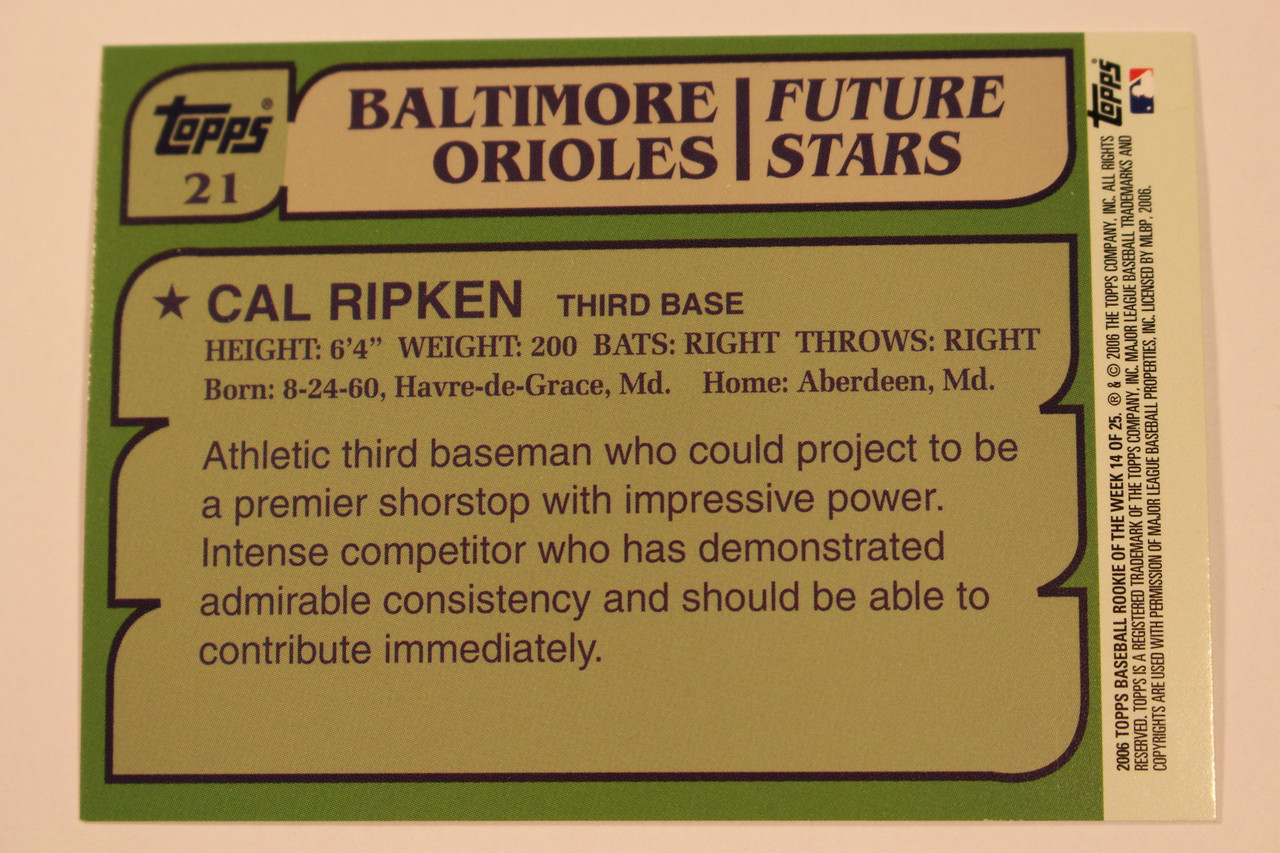 topps®
21
BALTIMORE
ORIOLES
FUTURE
STARS
★ CAL RIPKEN THIRD BASE
HEIGHT: 6'4" WEIGHT: 200 BATS: RIGHT THROWS: RIGHT
Born: 8-24-60, Havre-de-Grace, Md. Home: Aberdeen, Md.
Athletic third baseman who could project to be
a premier shorstop with impressive power.
Intense competitor who has demonstrated
admirable consistency and should be able to
contribute immediately.
topps®
2006 TOPPS BASEBALL ROOKIE OF THE WEEK 14 OF 25. ® & © 2006 THE TOPPS COMPANY, INC. ALL RIGHTS
RESERVED. TOPPS IS A REGISTERED TRADEMARK OF THE TOPPS COMPANY, INC. MAJOR LEAGUE BASEBALL TRADEMARKS AND
COPYRIGHTS ARE USED WITH PERMISSION OF MAJOR LEAGUE BASEBALL PROPERTIES, INC. LICENSED BY MLBP, 2006.